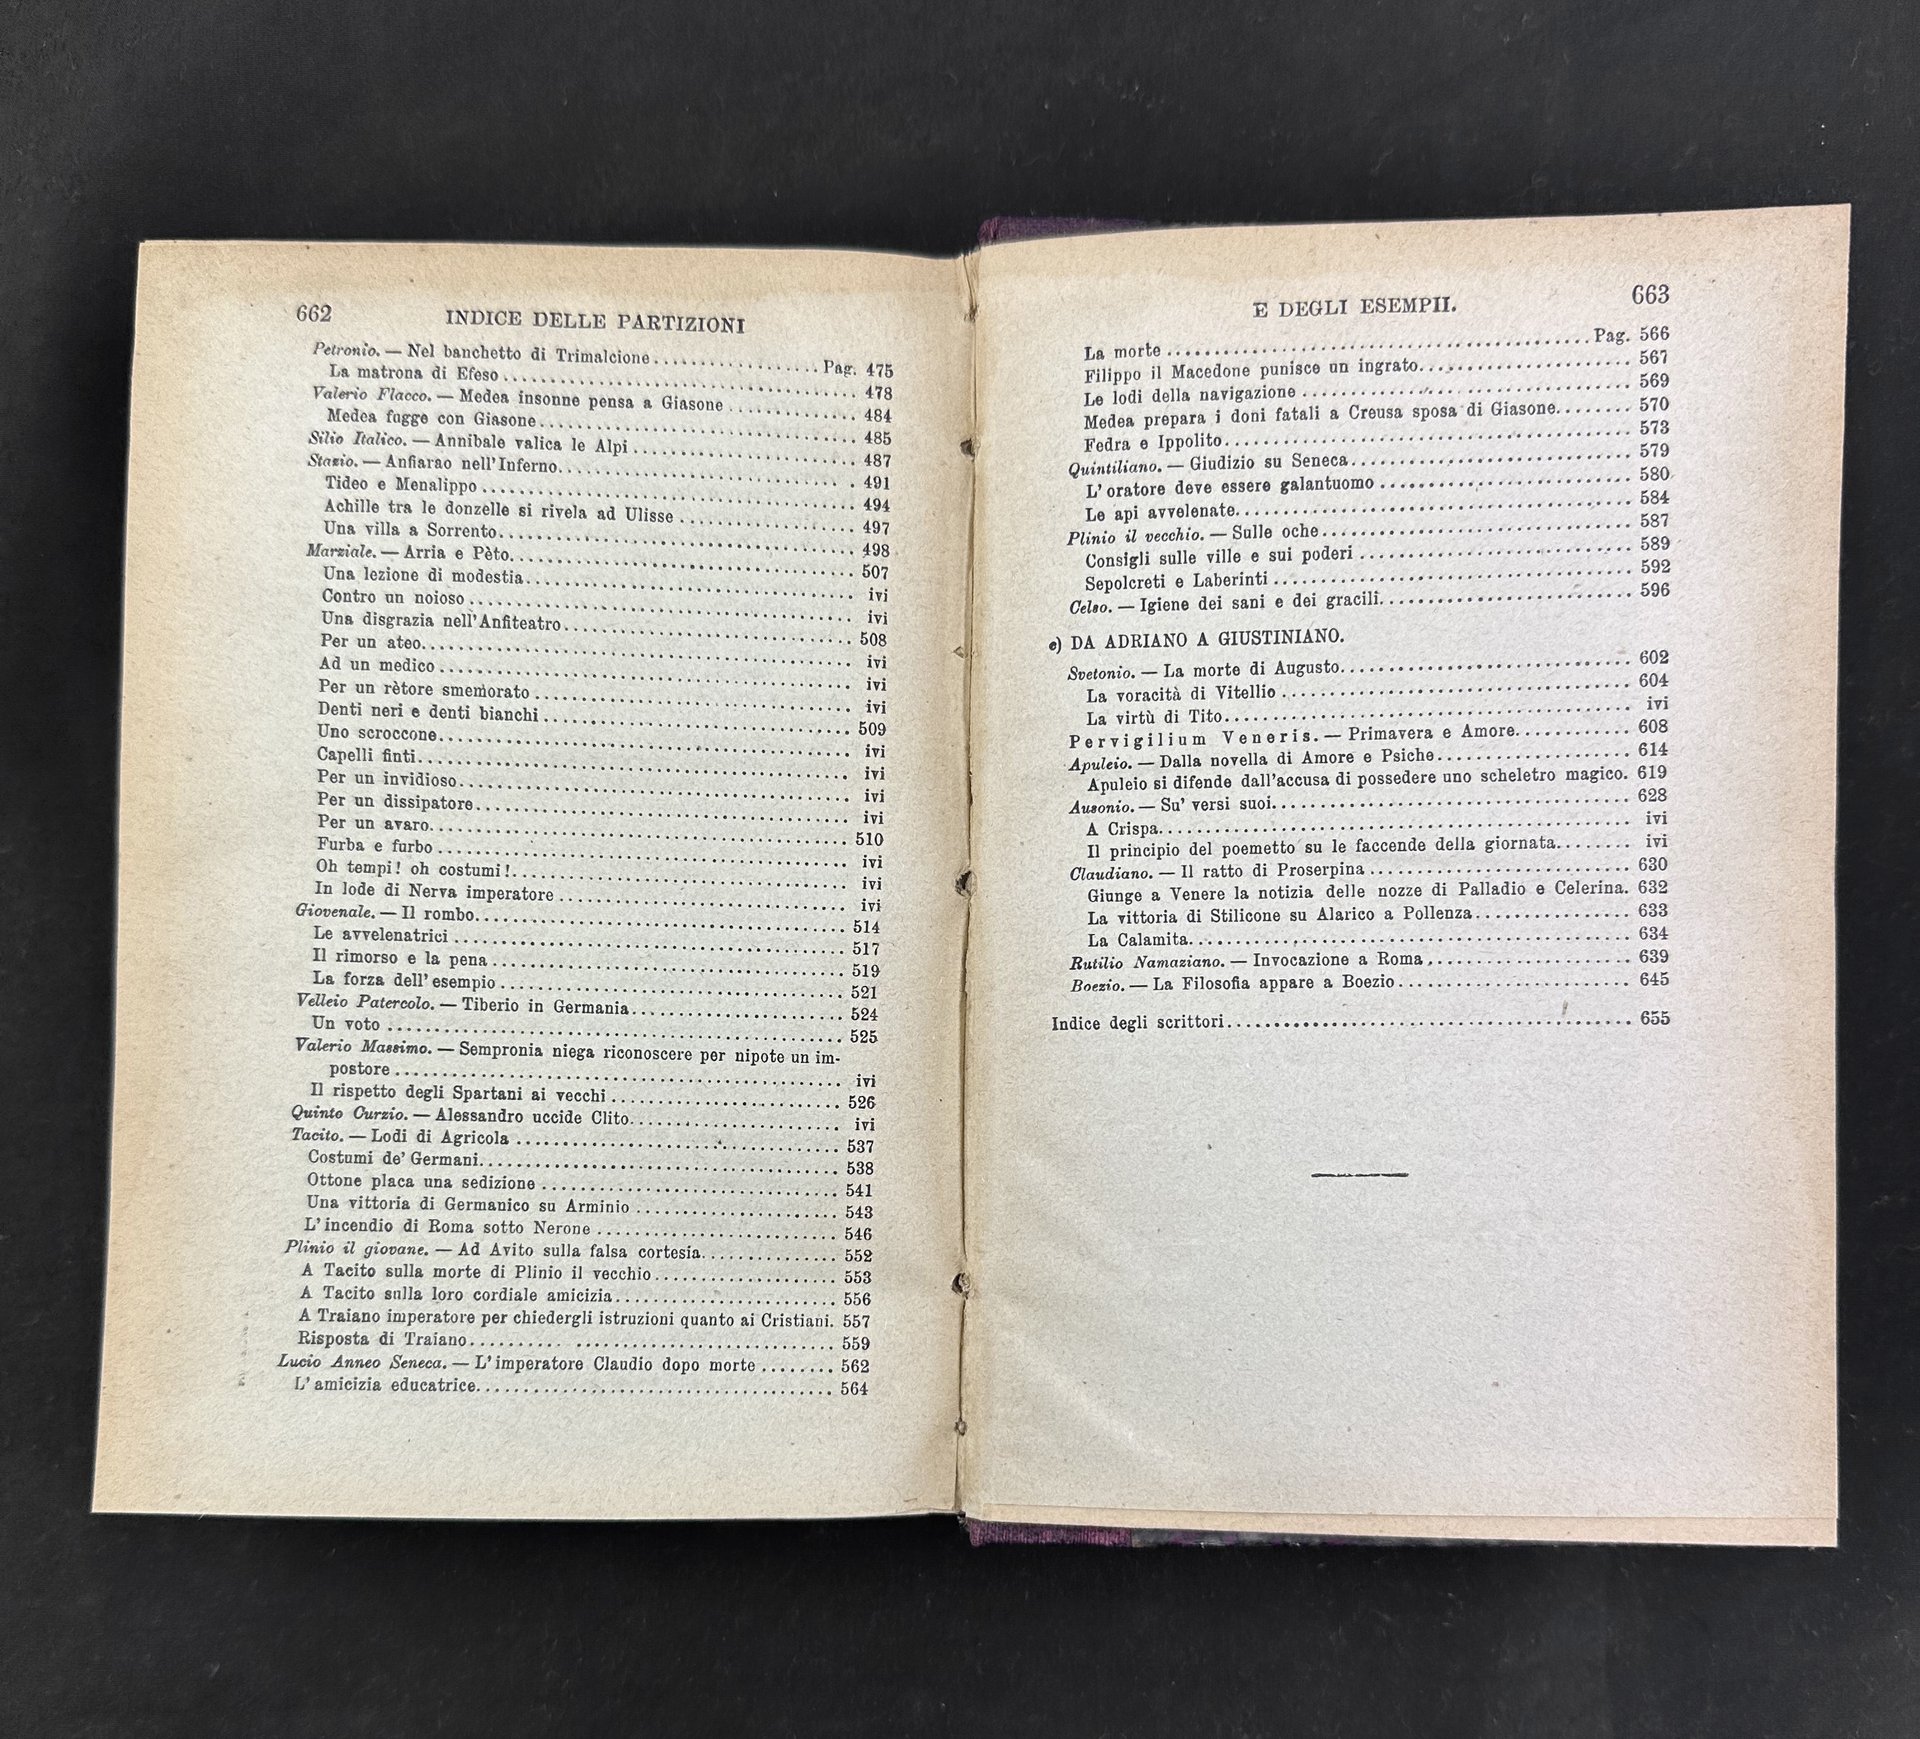 662 INDICE DELLE PARTIZIONI
Petronio. — Nel banchetto di Trimalcione.................. Pag. 475
La matrona di Efeso........................................ 478
Valerio Flacco. — Medea insonne pensa a Giasone ............ 484
Medea fugge con Giasone.................................... 485
Silio Italico. — Annibale valica le Alpi..................... 487
Stazio. — Anfiarao nell'Inferno.............................. 491
Tideo e Menalippo.......................................... 494
Achille tra le donzelle si rivela ad Ulisse ................ 497
Una villa a Sorrento....................................... 498
Marziale. — Arria e Pèto..................................... 507
Una lezione di modestia.................................... ivi
Contro un noioso........................................... ivi
Una disgrazia nell'Anfiteatro.............................. 508
Per un ateo................................................ ivi
Ad un medico............................................... ivi
Per un rètore smemorato ................................... ivi
Denti neri e denti bianchi................................. 509
Uno scroccone.............................................. ivi
Capelli finti.............................................. ivi
Per un invidioso........................................... ivi
Per un dissipatore......................................... ivi
Per un avaro............................................... 510
Furba e furbo.............................................. ivi
Oh tempi! oh costumi!...................................... ivi
In lode di Nerva imperatore................................ ivi
Giovenale. — Il rombo........................................ 514
Le avvelenatrici........................................... 517
Il rimorso e la pena....................................... 519
La forza dell'esempio...................................... 521
Velleio Patercolo. — Tiberio in Germania..................... 524
Un voto ................................................... 525
Valerio Massimo. — Sempronia niega riconoscere per nipote un im-
postore ................................................... ivi
Il rispetto degli Spartani ai vecchi ...................... 526
Quinto Curzio. — Alessandro uccide Clito..................... ivi
Tacito. — Lodi di Agricola .................................. 537
Costumi de' Germani........................................ 538
Ottone placa una sedizione ................................ 541
Una vittoria di Germanico su Arminio ...................... 543
L'incendio di Roma sotto Nerone ........................... 546
Plinio il giovane. — Ad Avito sulla falsa cortesia........... 552
A Tacito sulla morte di Plinio il vecchio.................. 553
A Tacito sulla loro cordiale amicizia...................... 556
A Traiano imperatore per chiedergli istruzioni quanto ai Cristiani. 557
Risposta di Traiano........................................ 559
Lucio Anneo Seneca. — L'imperatore Claudio dopo morte ........ 562
L'amicizia educatrice...................................... 564
E DEGLI ESEMPII. 663
La morte ............................................. Pag. 566
Filippo il Macedone punisce un ingrato..................... 567
Le lodi della navigazione ................................. 569
Medea prepara i doni fatali a Creusa sposa di Giasone........ 570
Fedra e Ippolito........................................... 573
Quintiliano. — Giudizio su Seneca............................ 579
L'oratore deve essere galantuomo .......................... 580
Le api avvelenate.......................................... 584
Plinio il vecchio. — Sulle oche.............................. 587
Consigli sulle ville e sui poderi ......................... 589
Sepolcreti e Laberinti .................................... 592
Celso. — Igiene dei sani e dei gracili....................... 596
e) DA ADRIANO A GIUSTINIANO.
Svetonio. — La morte di Augusto.............................. 602
La voracità di Vitellio ................................... 604
La virtù di Tito........................................... ivi
Pervigilium Veneris. — Primavera e Amore..................... 608
Apuleio. — Dalla novella di Amore e Psiche................... 614
Apuleio si difende dall'accusa di possedere uno scheletro magico. 619
Ausonio. — Su' versi suoi.................................... 628
A Crispa................................................... ivi
Il principio del poemetto su le faccende della giornata........ ivi
Claudiano. — Il ratto di Proserpina ......................... 630
Giunge a Venere la notizia delle nozze di Palladio e Celerina. 632
La vittoria di Stilicone su Alarico a Pollenza............. 633
La Calamita................................................ 634
Rutilio Namaziano. — Invocazione a Roma ..................... 639
Boezio. — La Filosofia appare a Boezio....................... 645
Indice degli scrittori....................................... 655